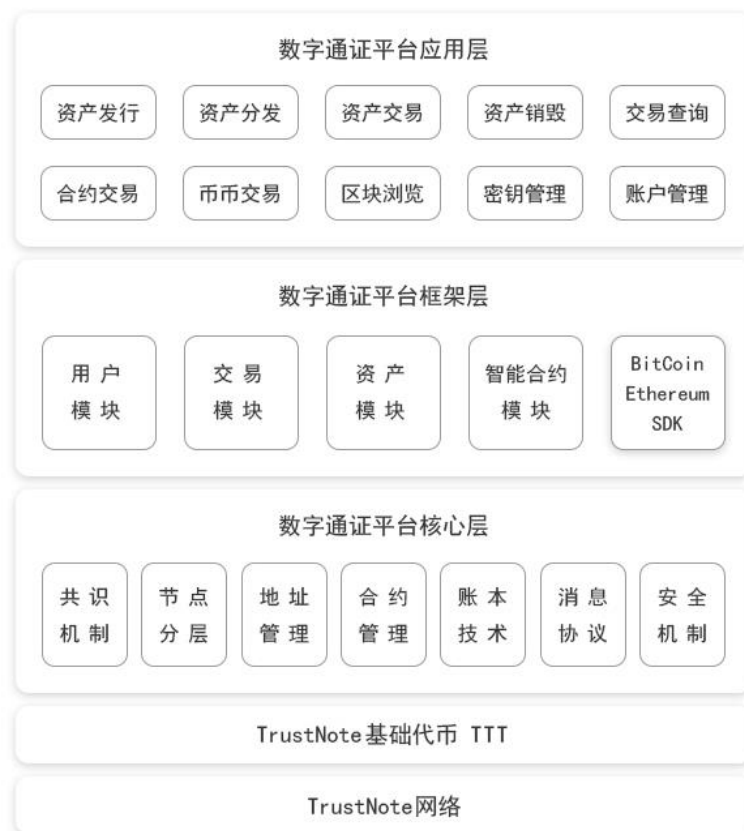 数字通证平台应用层
资产发行 资产分发 资产交易 资产销毁 交易查询
合约交易 币币交易 区块浏览 密钥管理 账户管理
数字通证平台框架层
用户
模块
交易
模块
资产
模块
智能合约
模块
BitCoin
Ethereum
SDK
数字通证平台核心层
共识
机制
节点
分层
地址
管理
合约
管理
账本
技术
消息
协议
安全
机制
TrustNote基础代币 TTT
TrustNote网络